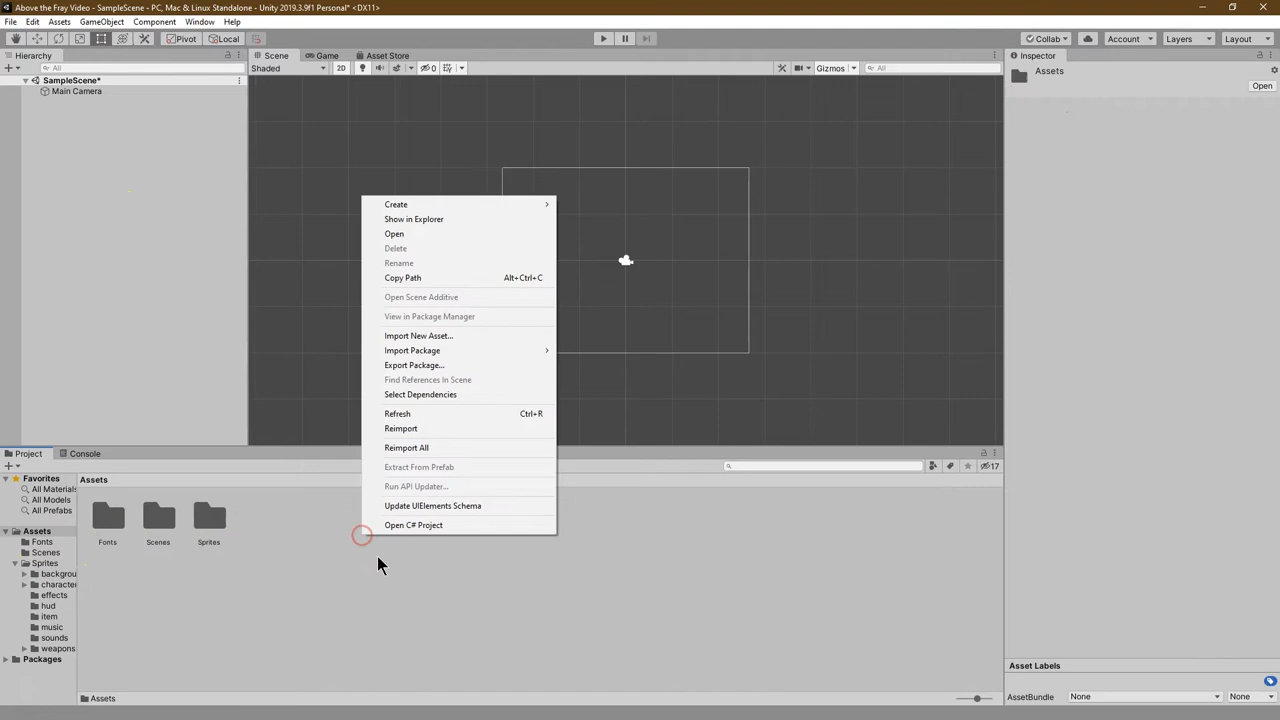 Above the Fray Video - SampleScene - PC, Mac & Linux Standalone - Unity 2019.3.9f1 Personal* <DX11>
File Edit Assets GameObject Component Window Help
Pivot Local Collab Account Layers Layout
Hierarchy Scene Game Asset Store Inspector
All Shaded 2D 0 Gizmos All Assets
SampleScene* Open
Main Camera
Create
Show in Explorer
Open
Delete
Rename
Copy Path Alt+Ctrl+C
Open Scene Additive
View in Package Manager
Import New Asset...
Import Package
Export Package...
Find References In Scene
Select Dependencies
Refresh Ctrl+R
Reimport
Reimport All
Extract From Prefab
Run API Updater...
Update UIElements Schema
Open C# Project
Project Console
17
Favorites Assets
All Materials
All Models
All Prefabs
Assets
Fonts Fonts Scenes Sprites
Scenes
Sprites
backgrou
character
effects
hud
item
music
sounds
weapons
Packages
Asset Labels
Assets AssetBundle None None